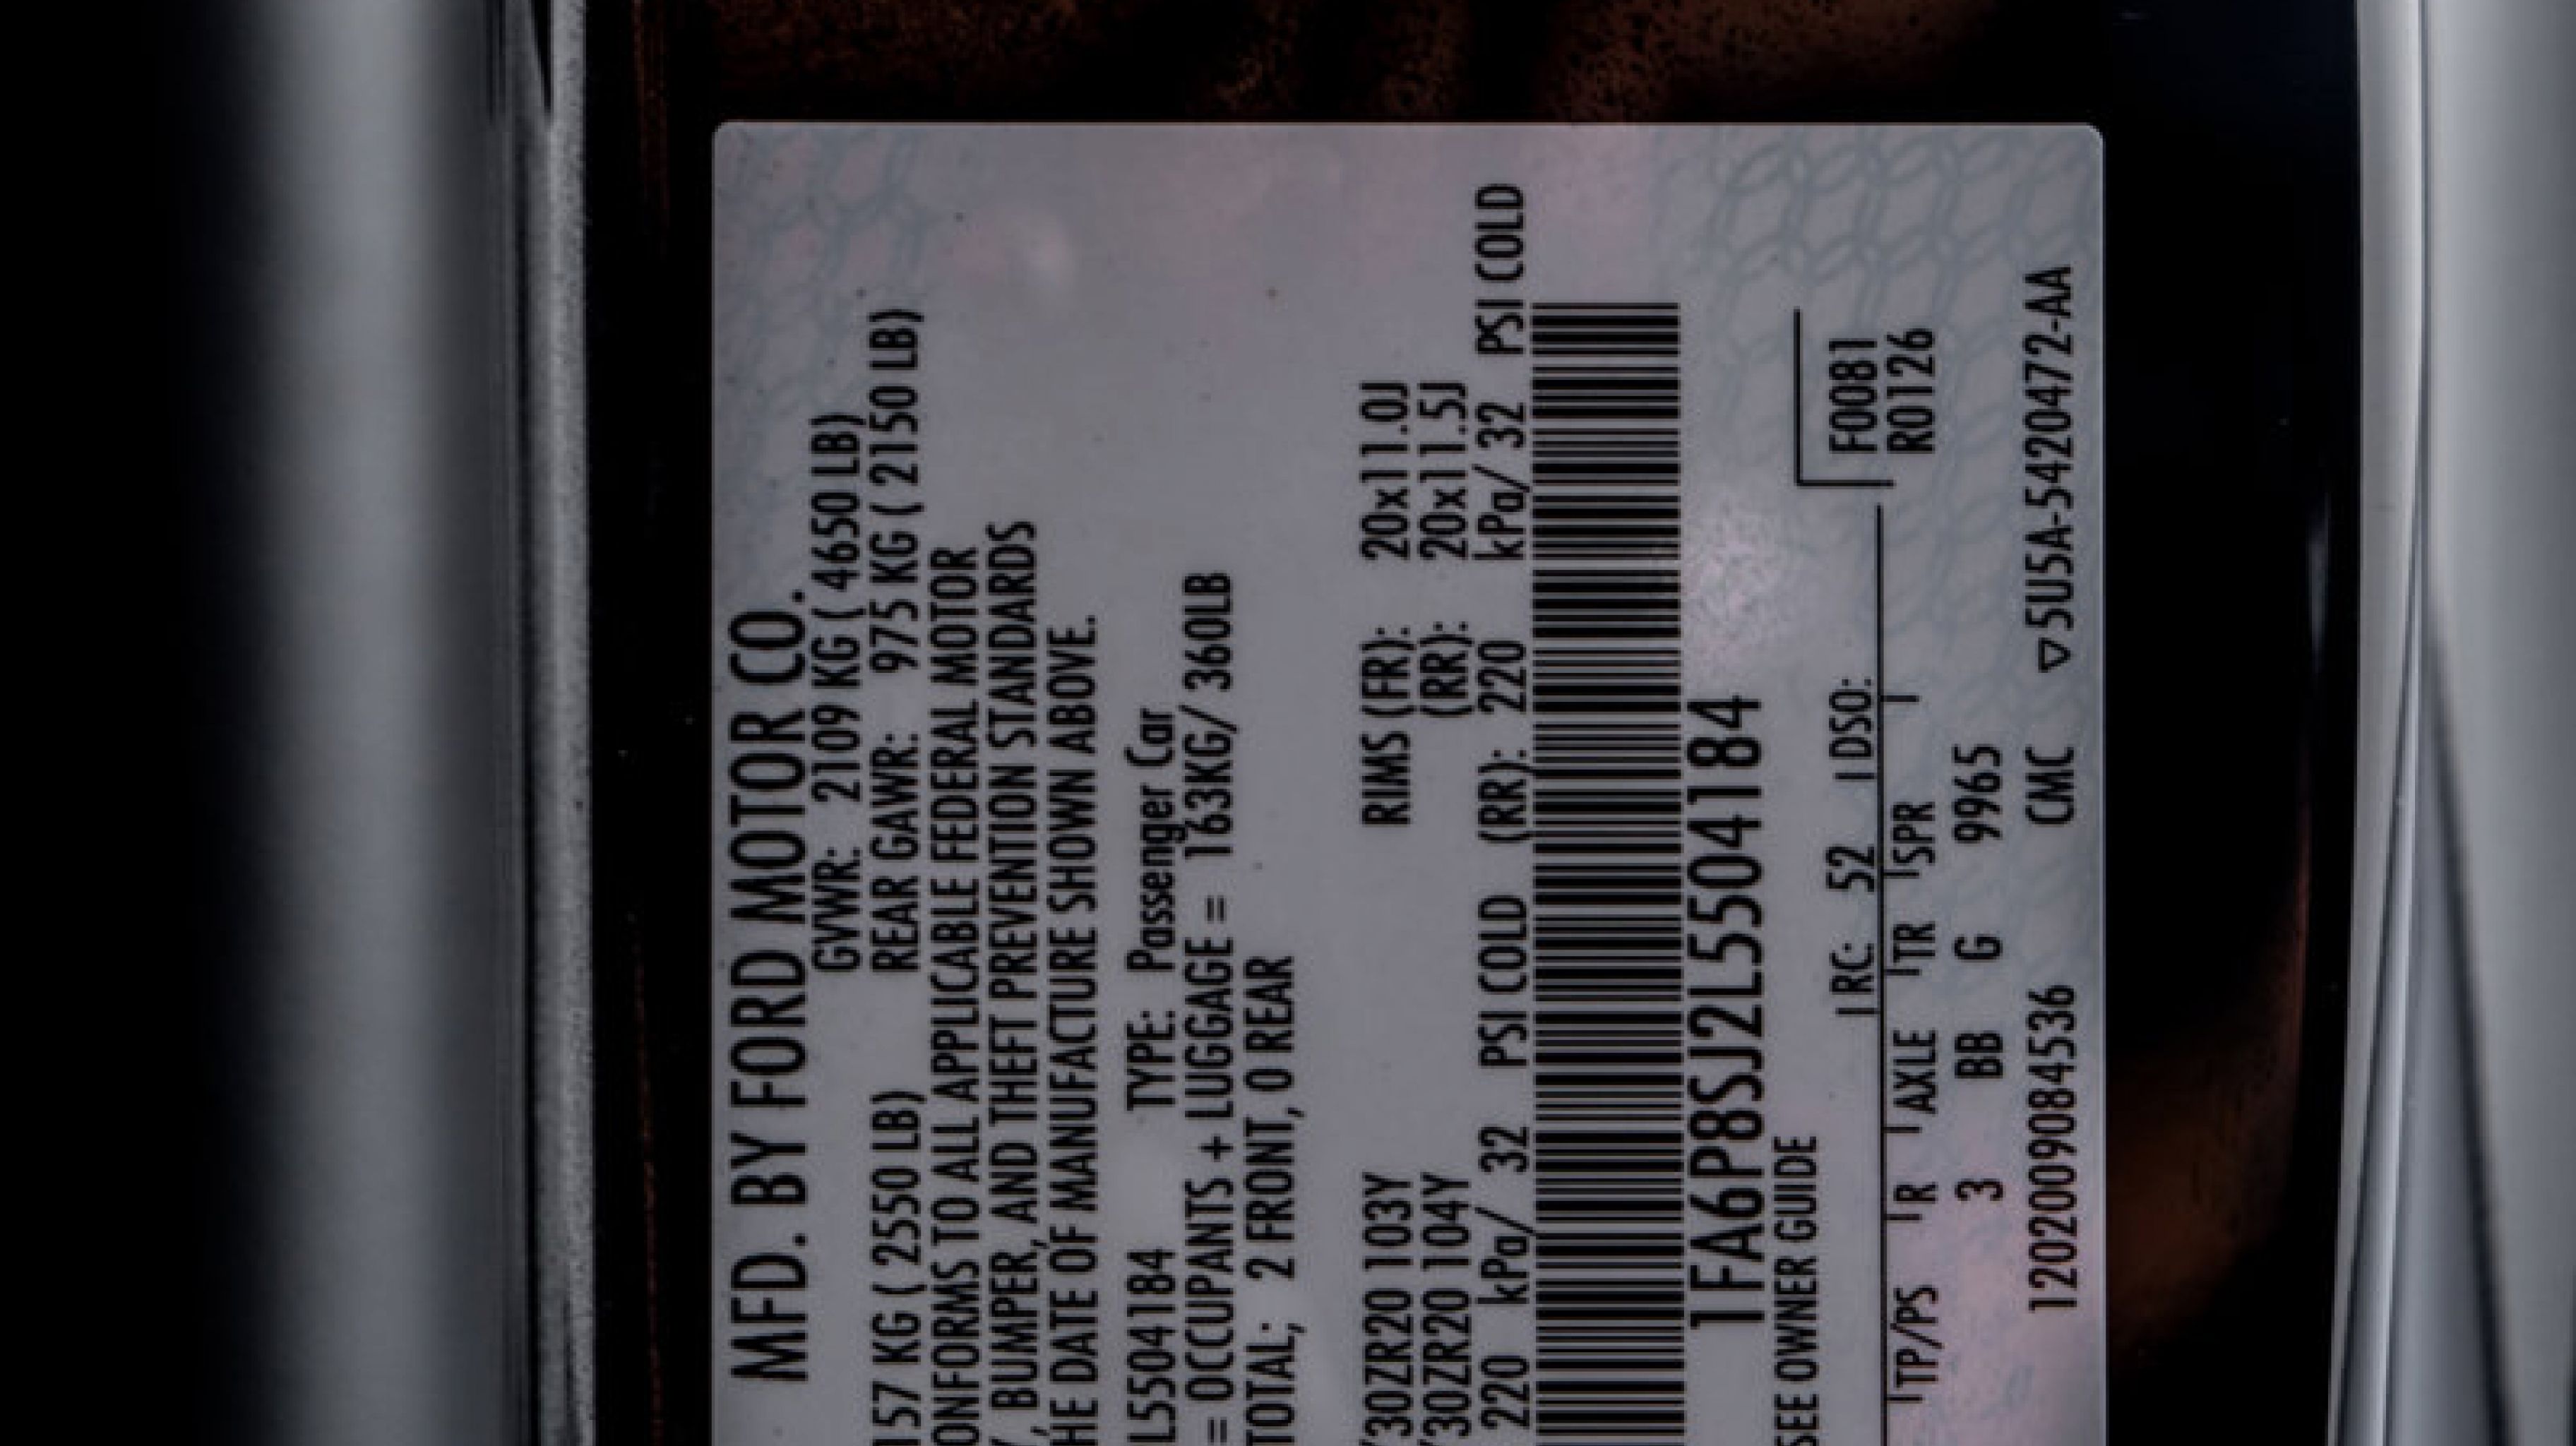 MFD. BY FORD MOTOR CO.
GVWR: 2109 KG ( 4650 LB)
157 KG ( 2550 LB) REAR GAWR: 975 KG ( 2150 LB)
ONFORMS TO ALL APPLICABLE FEDERAL MOTOR
, BUMPER, AND THEFT PREVENTION STANDARDS
HE DATE OF MANUFACTURE SHOWN ABOVE.
L5504184 TYPE: Passenger Car
= OCCUPANTS + LUGGAGE = 163KG/ 360LB
TOTAL; 2 FRONT, 0 REAR
/30ZR20 103Y RIMS (FR): 20x11.0J
/30ZR20 104Y (RR): 20x11.5J
220 kPa/ 32 PSI COLD (RR): 220 kPa/ 32 PSI COLD
1FA6P8SJ2L5504184
SEE OWNER GUIDE
RC: 52 DSO: F0081
R0126
TP/PS R AXLE TR SPR
3 BB G 9965
1202009084536 CMC ▽5U5A-5420472-AA